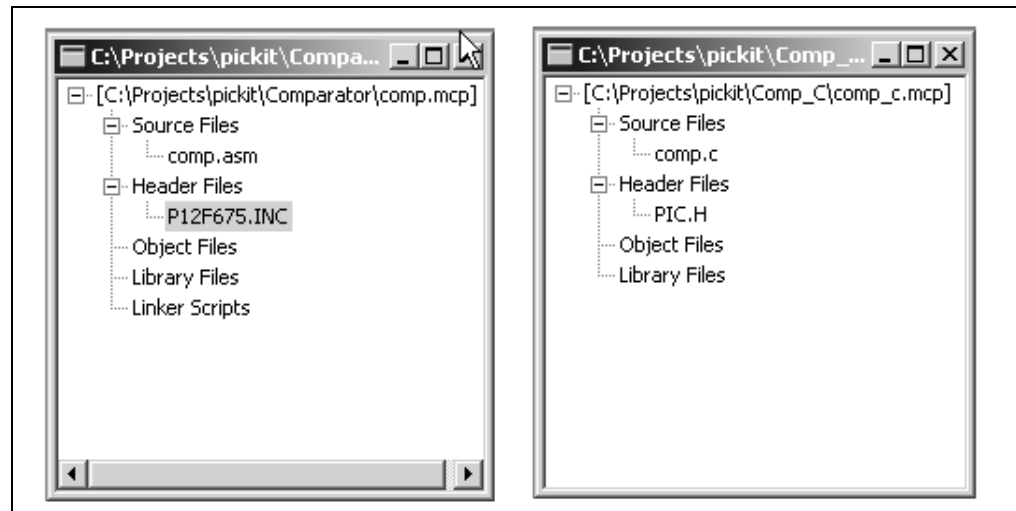 C:\Projects\pickit\Compa...
[C:\Projects\pickit\Comparator\comp.mcp]
Source Files
comp.asm
Header Files
P12F675.INC
Object Files
Library Files
Linker Scripts
C:\Projects\pickit\Comp_...
[C:\Projects\pickit\Comp_C\comp_c.mcp]
Source Files
comp.c
Header Files
PIC.H
Object Files
Library Files